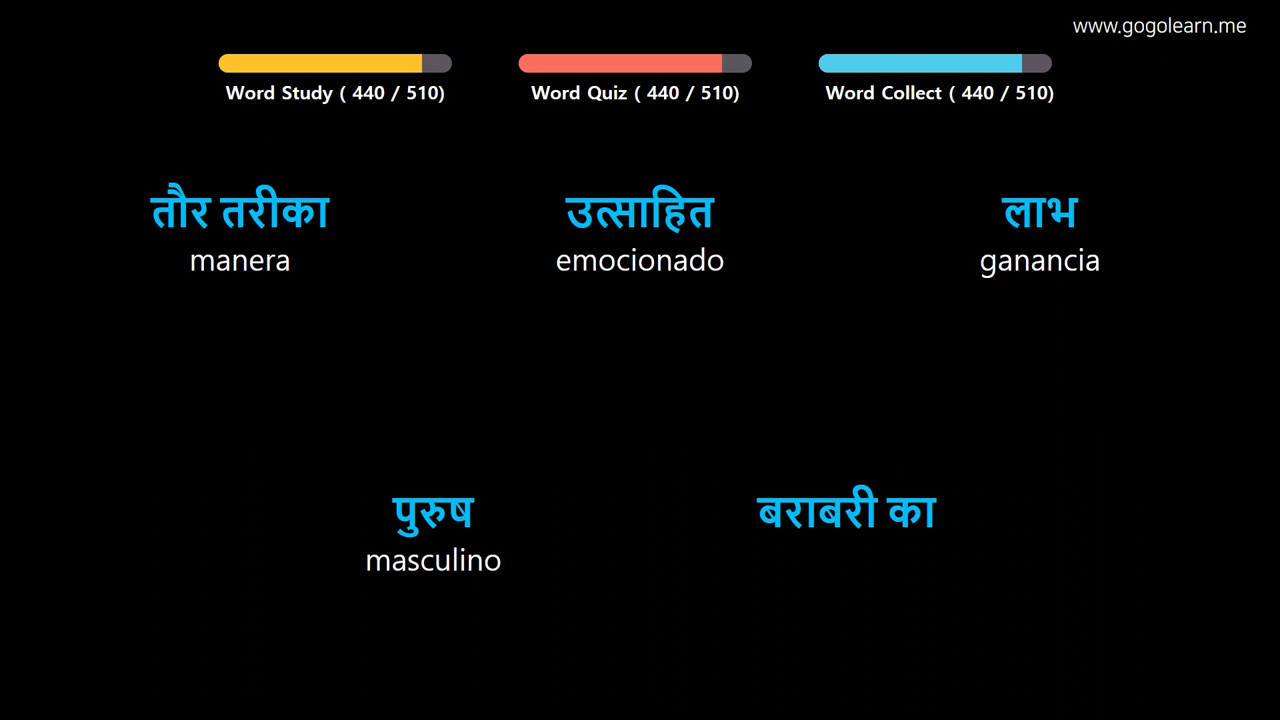 www.gogolearn.me
Word Study ( 440 / 510)
Word Quiz ( 440 / 510)
Word Collect ( 440 / 510)
तौर तरीका
manera
उत्साहित
emocionado
लाभ
ganancia
पुरुष
masculino
बराबरी का